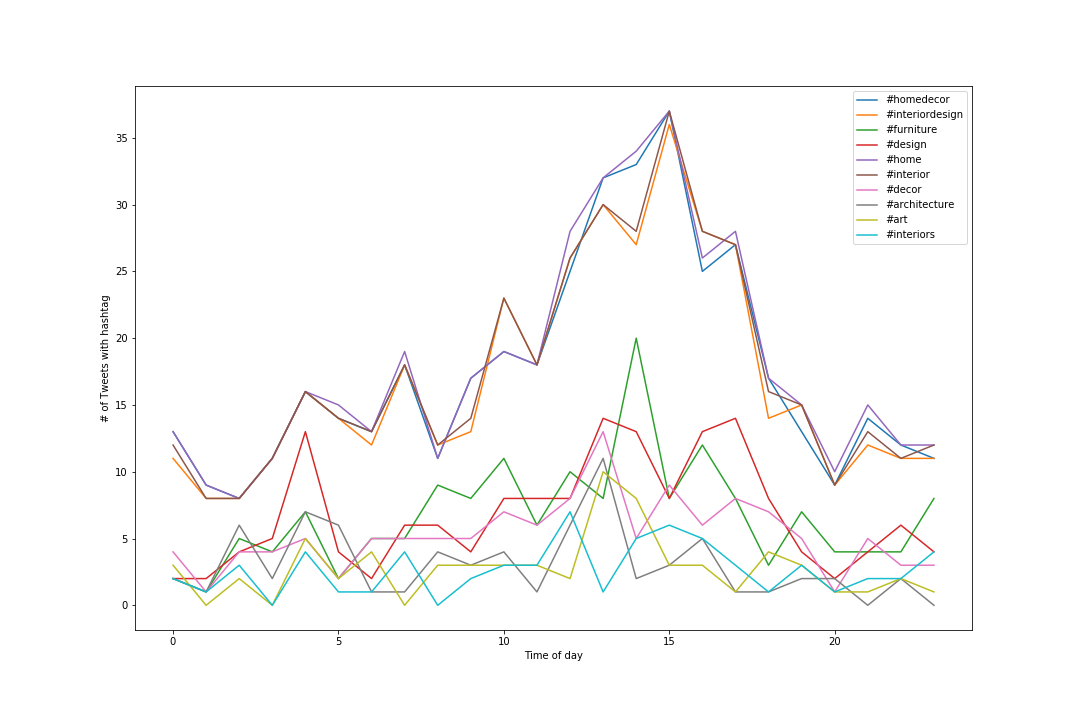 #homedecor
#interiordesign
#furniture
#design
#home
#interior
#decor
#architecture
#art
#interiors
# of Tweets with hashtag
35
30
25
20
15
10
5
0
0 5 10 15 20
Time of day